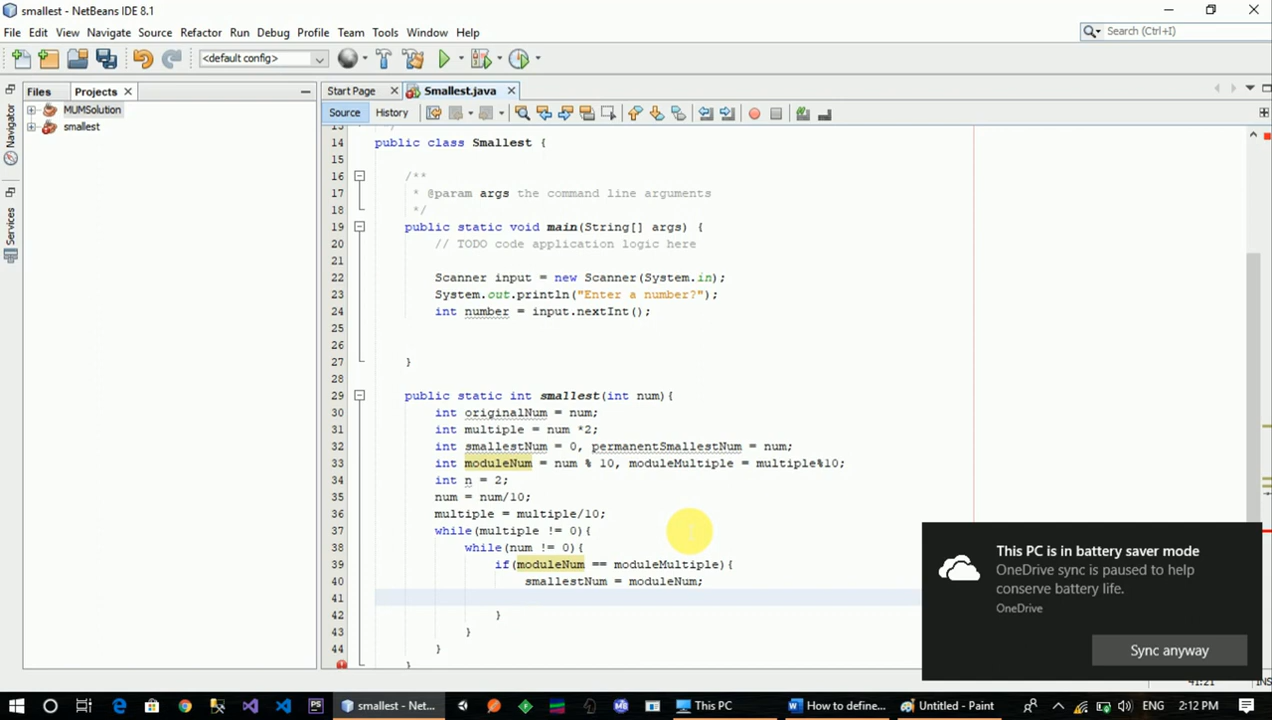 smallest - NetBeans IDE 8.1
File Edit View Navigate Source Refactor Run Debug Profile Team Tools Window Help
Search (Ctrl+I)
<default config>
Files Projects
Start Page Smallest.java
Navigator
Services
MUMSolution
smallest
Source History
14 public class Smallest {
15
16 /**
17 * @param args the command line arguments
18 */
19 public static void main(String[] args) {
20 // TODO code application logic here
21
22 Scanner input = new Scanner(System.in);
23 System.out.println("Enter a number?");
24 int number = input.nextInt();
25
26
27 }
28
29 public static int smallest(int num){
30 int originalNum = num;
31 int multiple = num *2;
32 int smallestNum = 0, permanentSmallestNum = num;
33 int moduleNum = num % 10, moduleMultiple = multiple%10;
34 int n = 2;
35 num = num/10;
36 multiple = multiple/10;
37 while(multiple != 0){
38 while(num != 0){
39 if(moduleNum == moduleMultiple){
40 smallestNum = moduleNum;
41
42 }
43 }
44 }
}
This PC is in battery saver mode
OneDrive sync is paused to help
conserve battery life.
OneDrive
Sync anyway
41:21 INS
smallest - Net... This PC How to define... Untitled - Paint ENG 2:12 PM